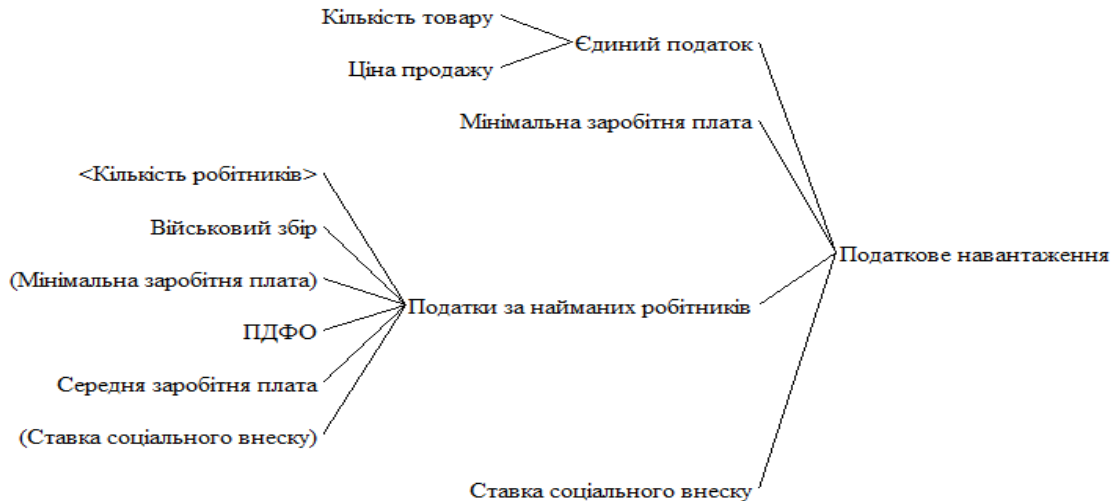 Кількість товару
Єдиний податок
Ціна продажу
Мінімальна заробітня плата
<Кількість робітників>
Військовий збір
Податкове навантаження
(Мінімальна заробітня плата)
Податки за найманих робітників
ПДФО
Середня заробітня плата
(Ставка соціального внеску)
Ставка соціального внеску